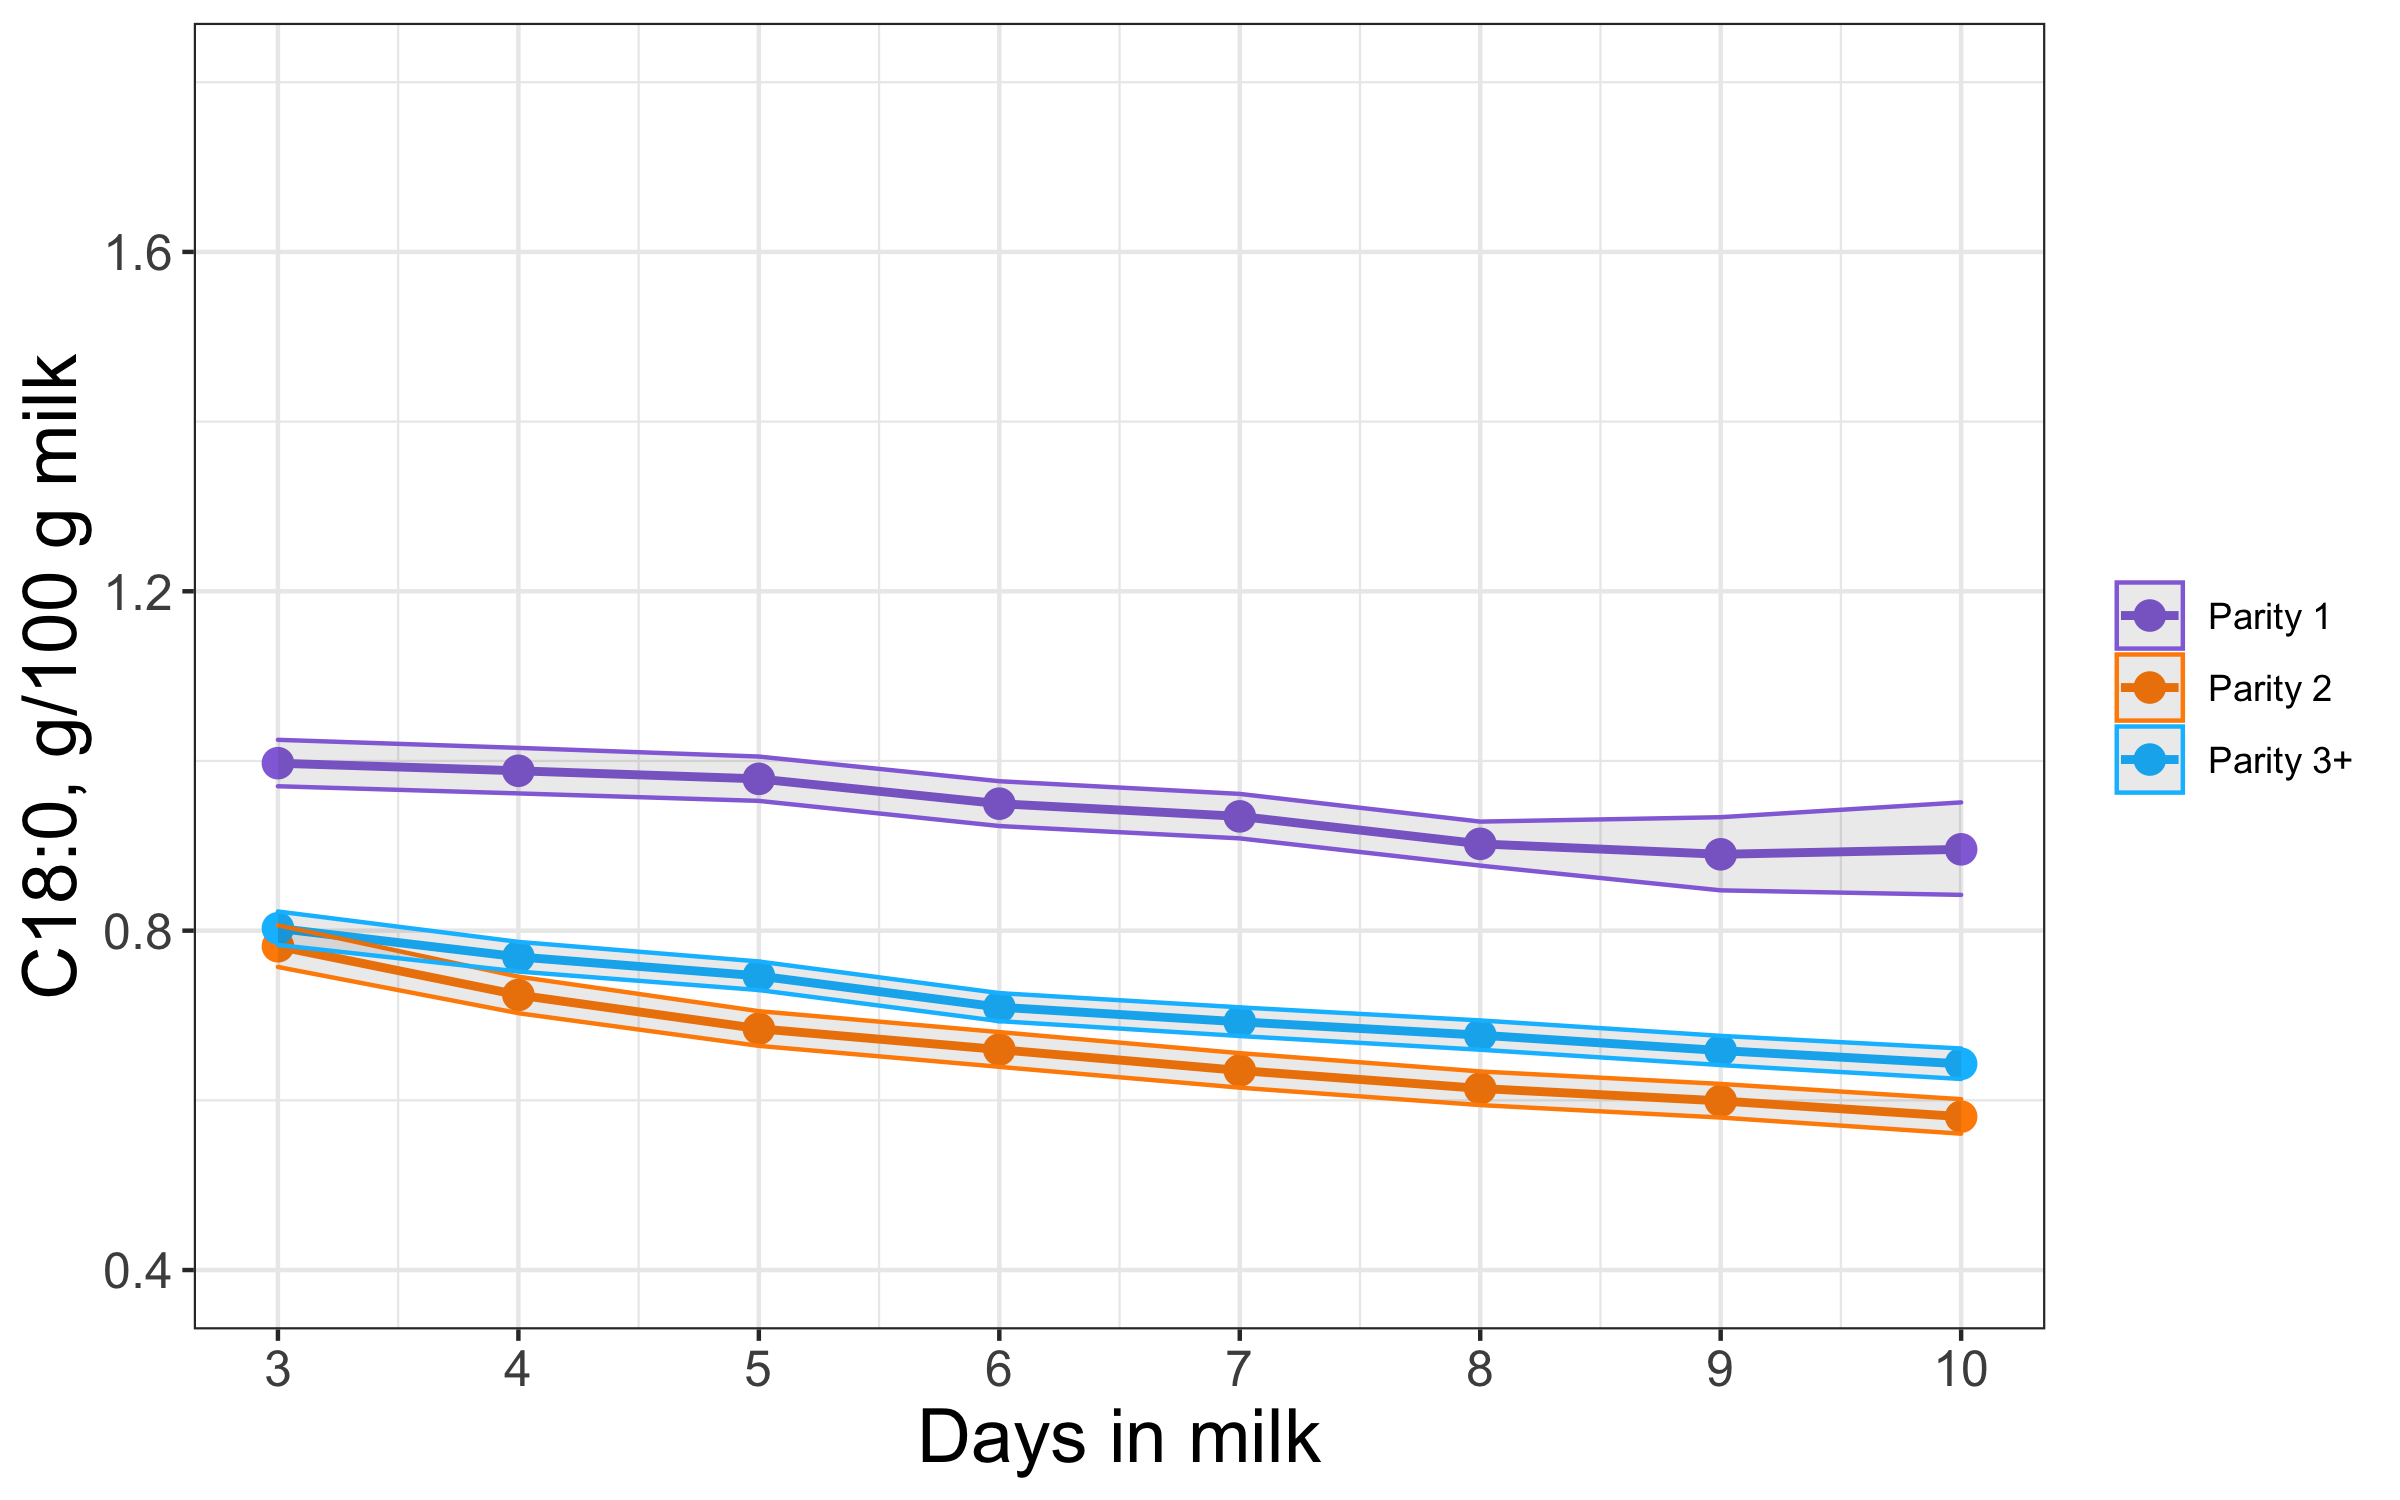 C18:0, g/100 g milk
1.6
1.2
0.8
0.4
3 4 5 6 7 8 9 10
Days in milk
Parity 1
Parity 2
Parity 3+